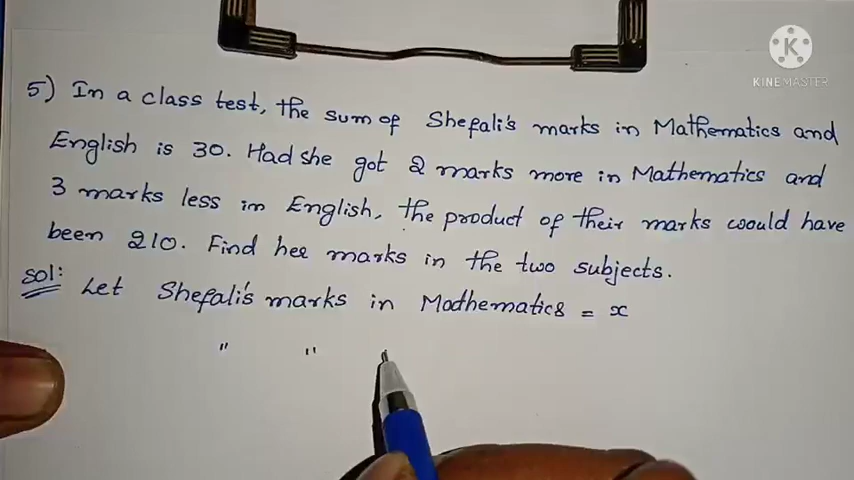 KINEMASTER
5) In a class test, the sum of Shefali's marks in Mathematics and
English is 30. Had she got 2 marks more in Mathematics and
3 marks less in English, the product of their marks would have
been 210. Find her marks in the two subjects.
Sol: Let Shefali's marks in Mathematics = x
" "